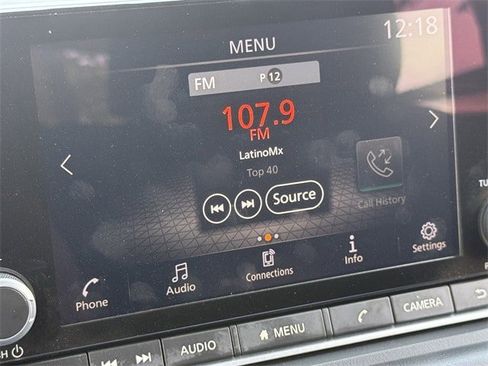 12:18
MENU
FM P 12
107.9
FM
LatinoMx
Top 40
Source
Call History
Phone
Audio
Connections
Info
Settings
AUDIO
MENU
CAMERA